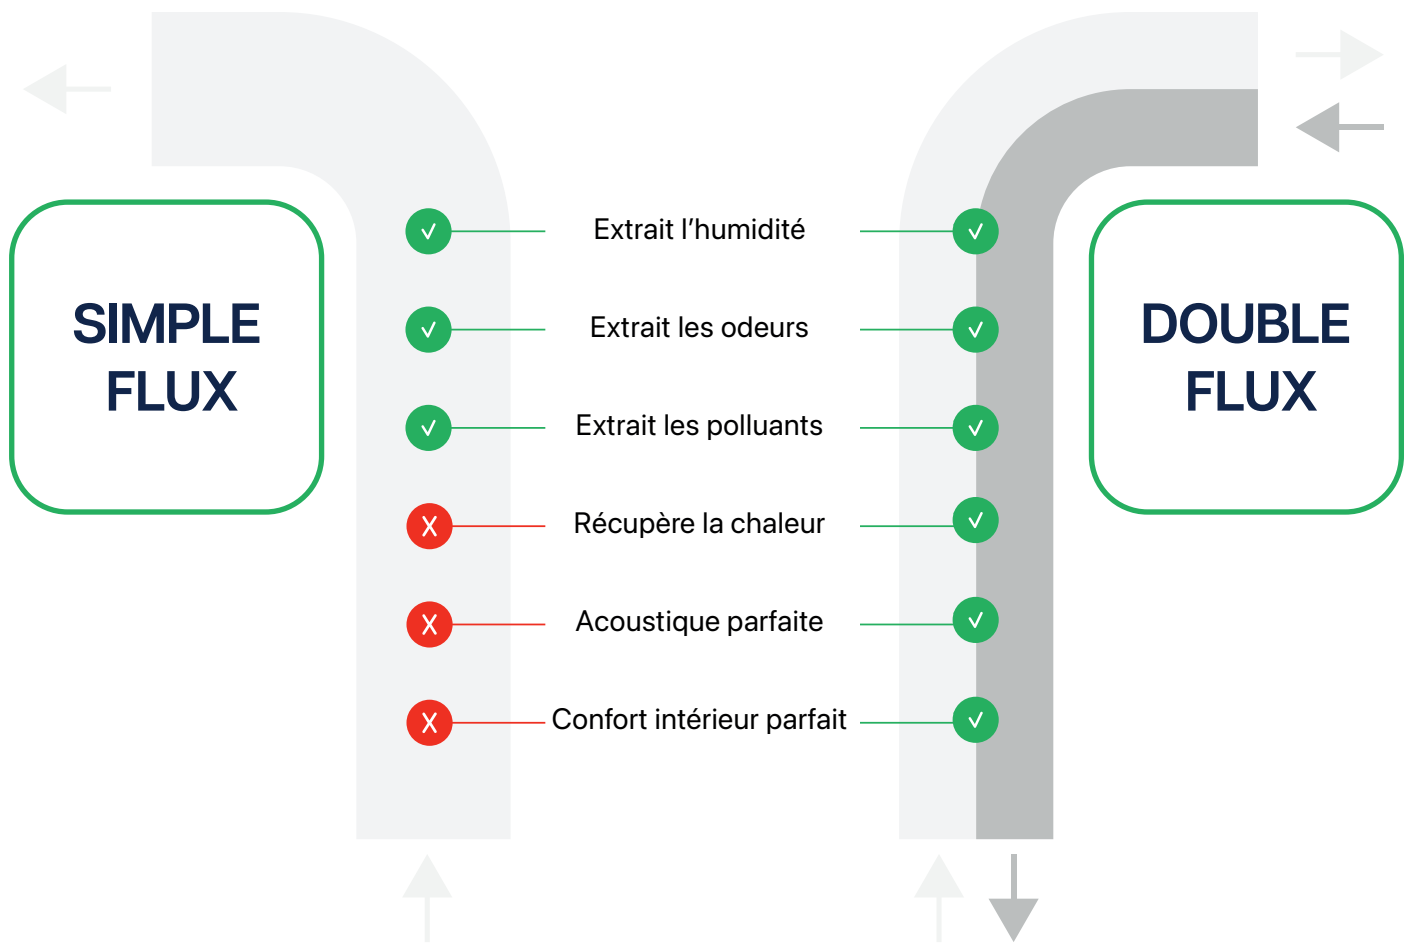 SIMPLE
FLUX
Extrait l’humidité
Extrait les odeurs
Extrait les polluants
Récupère la chaleur
Acoustique parfaite
Confort intérieur parfait
DOUBLE
FLUX